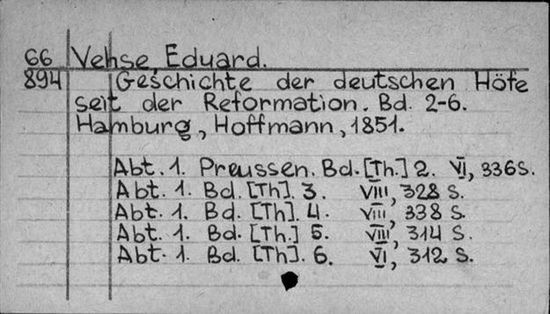 66 Vehse, Eduard.
894 Geschichte der deutschen Höfe
seit der Reformation. Bd. 2-6.
Hamburg, Hoffmann, 1851.
Abt. 1. Preussen. Bd. [Th.] 2. VI, 336 S.
Abt. 1. Bd. [Th]. 3. VIII, 328 S.
Abt. 1. Bd. [Th]. 4. VIII, 338 S.
Abt. 1. Bd. [Th.] 5. VIII, 314 S.
Abt. 1. Bd. [Th]. 6. VI, 312 S.